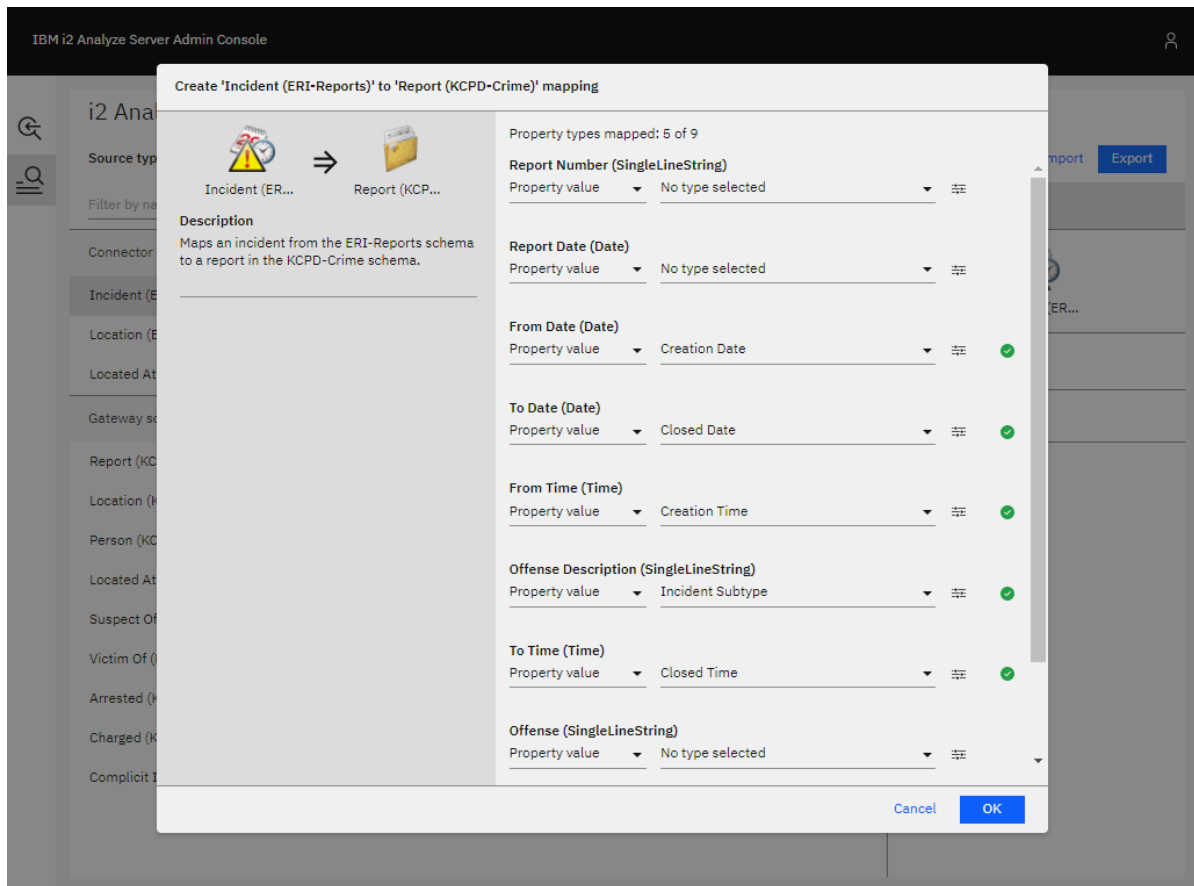 IBM i2 Analyze Server Admin Console
Create 'Incident (ERI-Reports)' to 'Report (KCPD-Crime)' mapping
i2 Anal
Source typ
Filter by na
Connector
Incident (E
Location (E
Located At
Gateway sc
Report (KC
Location (K
Person (KC
Located At
Suspect Of
Victim Of (
Arrested (K
Charged (K
Complicit I
Incident (ER...
Report (KCP...
Description
Maps an incident from the ERI-Reports schema
to a report in the KCPD-Crime schema.
Property types mapped: 5 of 9
Report Number (SingleLineString)
Property value No type selected
Report Date (Date)
Property value No type selected
From Date (Date)
Property value Creation Date
To Date (Date)
Property value Closed Date
From Time (Time)
Property value Creation Time
Offense Description (SingleLineString)
Property value Incident Subtype
To Time (Time)
Property value Closed Time
Offense (SingleLineString)
Property value No type selected
Cancel OK
mport Export
(ER...